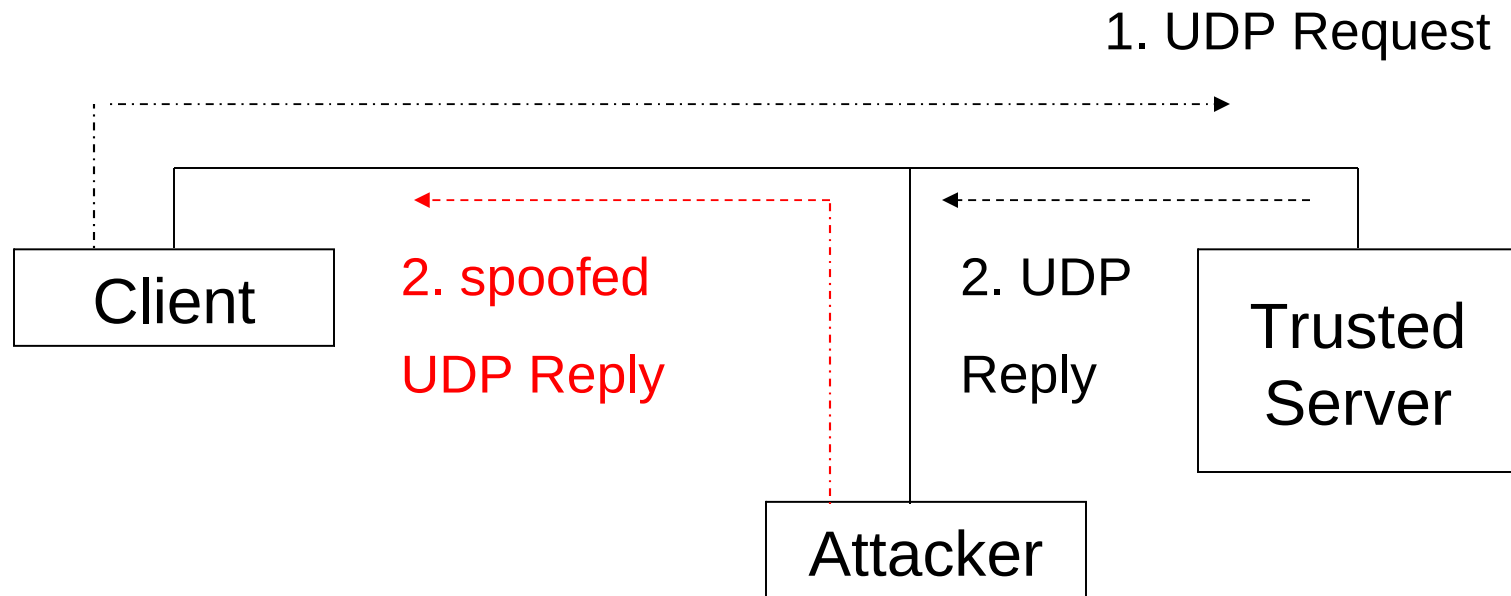 1. UDP Request
Client
2. spoofed
UDP Reply
2. UDP
Reply
Trusted
Server
Attacker